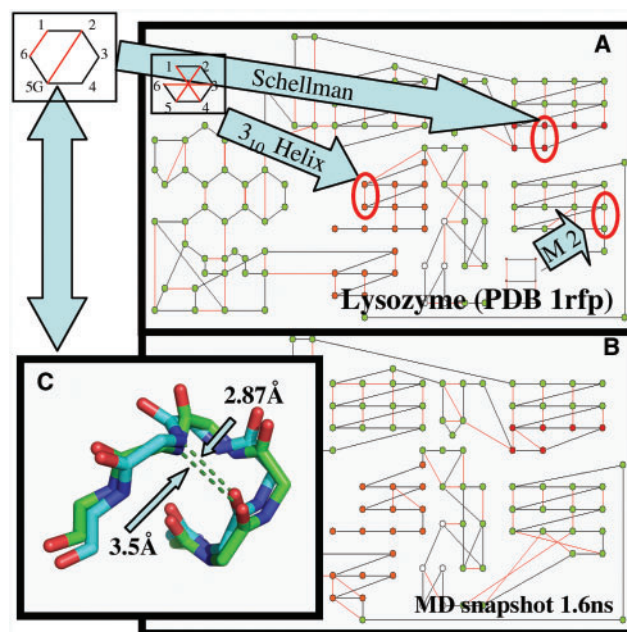 1 2
6 3
5G 4
A
1 2
6 3
5 4
Schellman
3₁₀ Helix
M 2
Lysozyme (PDB 1rfp)
B
C
2.87Å
3.5Å
MD snapshot 1.6ns